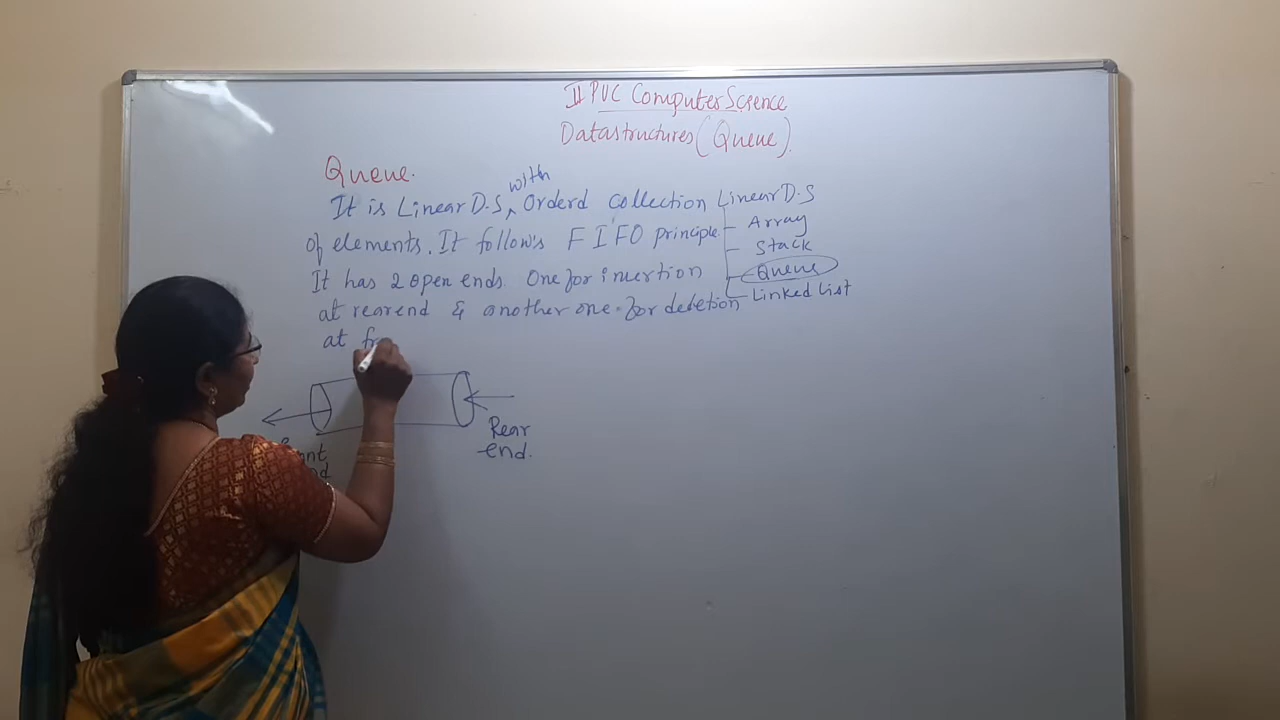 II PUC Computer Science
Datastructures (Queue).
Queue.
It is Linear D.S, with Orderd collection
of elements. It follow's FIFO principle.
It has 2 open ends. One for insertion
at rear end & another one for deletion
at
Linear D.S
Array
Stack
Queue
Linked List
Rear
end.